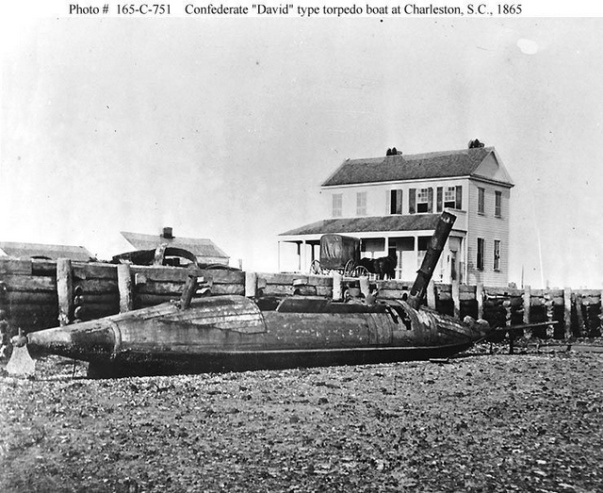 Photo # 165-C-751 Confederate "David" type torpedo boat at Charleston, S.C., 1865